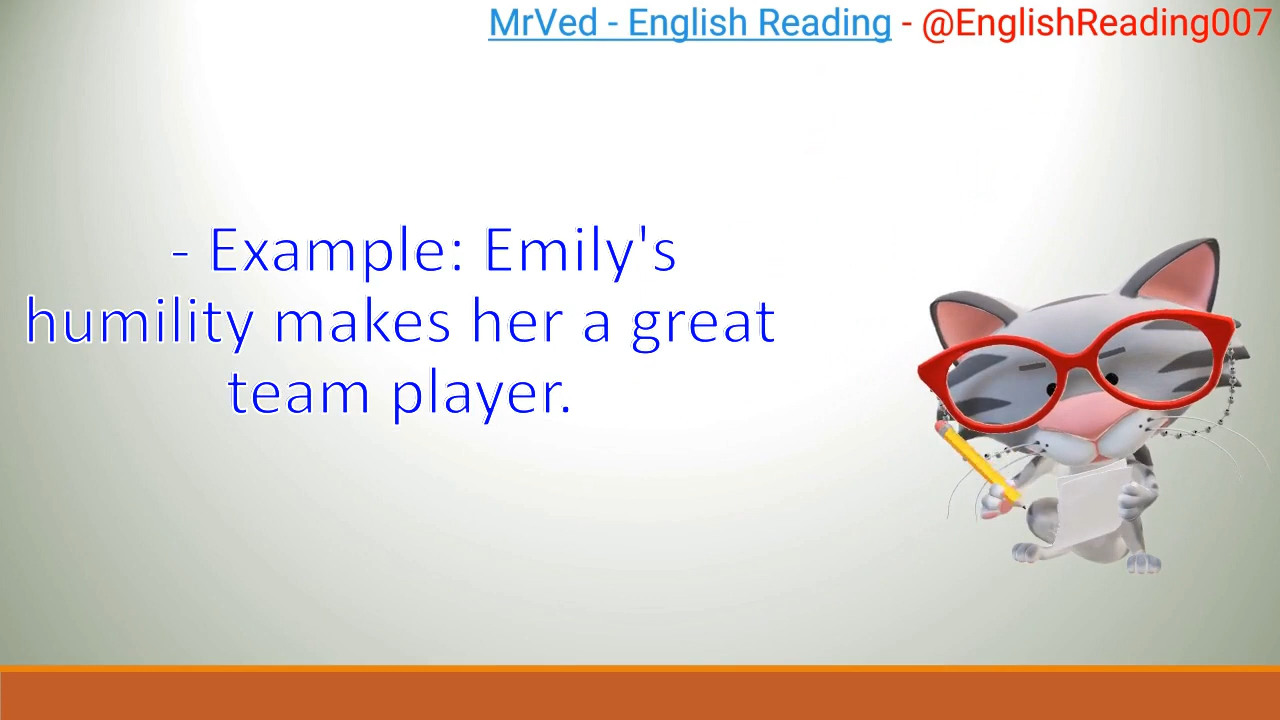 MrVed - English Reading - @EnglishReading007
- Example: Emily's
humility makes her a great
team player.